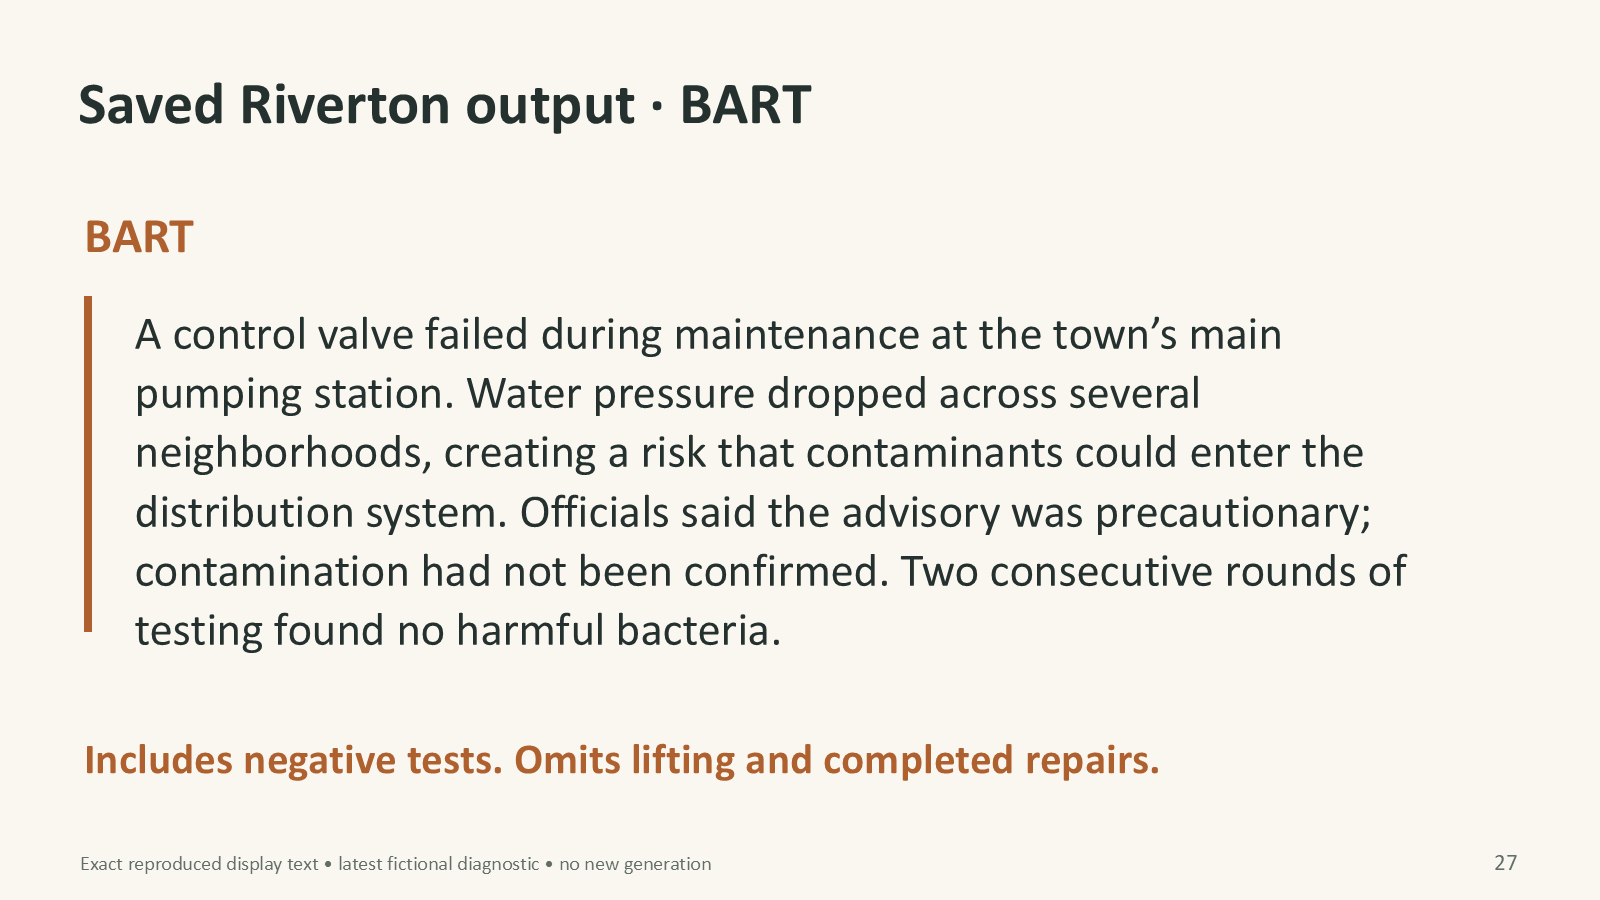 Saved Riverton output · BART
BART
A control valve failed during maintenance at the town’s main
pumping station. Water pressure dropped across several
neighborhoods, creating a risk that contaminants could enter the
distribution system. Officials said the advisory was precautionary;
contamination had not been confirmed. Two consecutive rounds of
testing found no harmful bacteria.
Includes negative tests. Omits lifting and completed repairs.
Exact reproduced display text • latest fictional diagnostic • no new generation
27